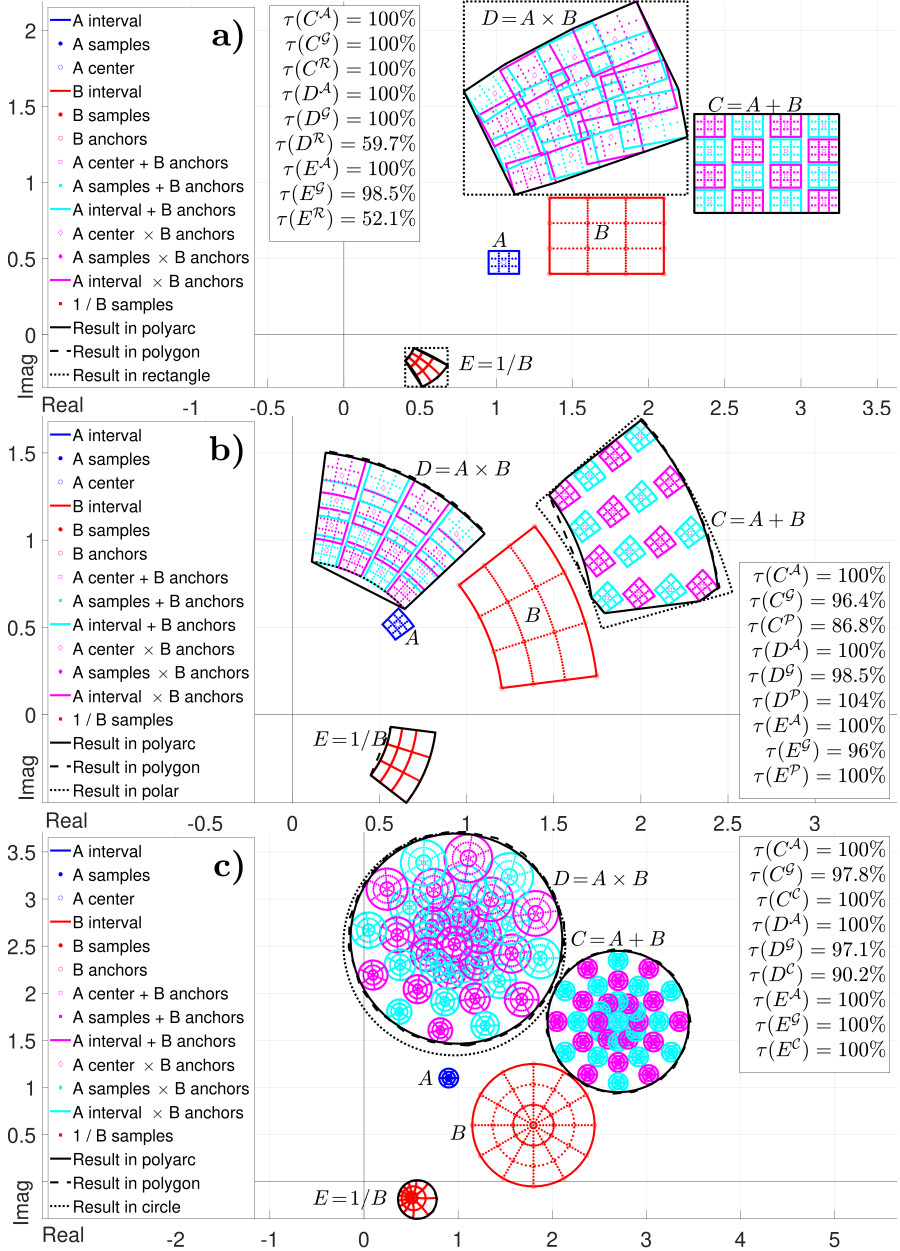 a)
A interval
A samples
A center
B interval
B samples
B anchors
A center + B anchors
A samples + B anchors
A interval + B anchors
A center × B anchors
A samples × B anchors
A interval × B anchors
1 / B samples
Result in polyarc
Result in polygon
Result in rectangle
τ(C^𝒜) = 100%
τ(C^𝒢) = 100%
τ(C^ℛ) = 100%
τ(D^𝒜) = 100%
τ(D^𝒢) = 100%
τ(D^ℛ) = 59.7%
τ(E^𝒜) = 100%
τ(E^𝒢) = 98.5%
τ(E^ℛ) = 52.1%
D = A × B
C = A + B
A
B
E = 1/B
2
1.5
1
0.5
0
Imag
Real
-1 -0.5 0 0.5 1 1.5 2 2.5 3 3.5
b)
A interval
A samples
A center
B interval
B samples
B anchors
A center + B anchors
A samples + B anchors
A interval + B anchors
A center × B anchors
A samples × B anchors
A interval × B anchors
1 / B samples
Result in polyarc
Result in polygon
Result in polar
D = A × B
C = A + B
B
A
E = 1/B
τ(C^𝒜) = 100%
τ(C^𝒢) = 96.4%
τ(C^𝒫) = 86.8%
τ(D^𝒜) = 100%
τ(D^𝒢) = 98.5%
τ(D^𝒫) = 104%
τ(E^𝒜) = 100%
τ(E^𝒢) = 96%
τ(E^𝒫) = 100%
1.5
1
0.5
0
Imag
Real
-0.5 0 0.5 1 1.5 2 2.5 3
c)
A interval
A samples
A center
B interval
B samples
B anchors
A center + B anchors
A samples + B anchors
A interval + B anchors
A center × B anchors
A samples × B anchors
A interval × B anchors
1 / B samples
Result in polyarc
Result in polygon
Result in circle
D = A × B
C = A + B
A
B
E = 1/B
τ(C^𝒜) = 100%
τ(C^𝒢) = 97.8%
τ(C^𝒞) = 100%
τ(D^𝒜) = 100%
τ(D^𝒢) = 97.1%
τ(D^𝒞) = 90.2%
τ(E^𝒜) = 100%
τ(E^𝒢) = 100%
τ(E^𝒞) = 100%
3.5
3
2.5
2
1.5
1
0.5
Imag
Real
-2 -1 0 1 2 3 4 5